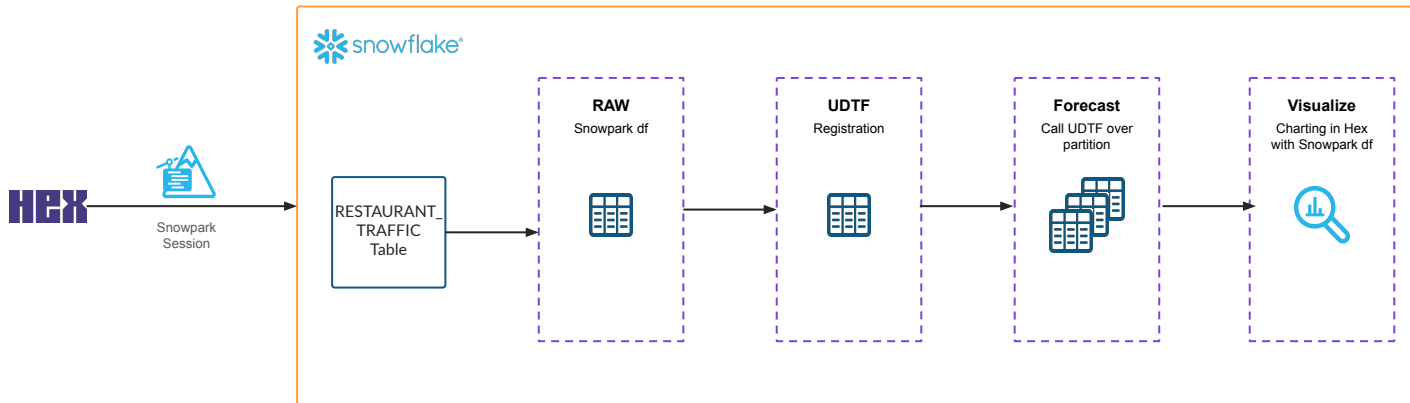 snowflake®
RAW
Snowpark df
UDTF
Registration
Forecast
Call UDTF over
partition
Visualize
Charting in Hex
with Snowpark df
HEX
Snowpark
Session
RESTAURANT_
TRAFFIC
Table